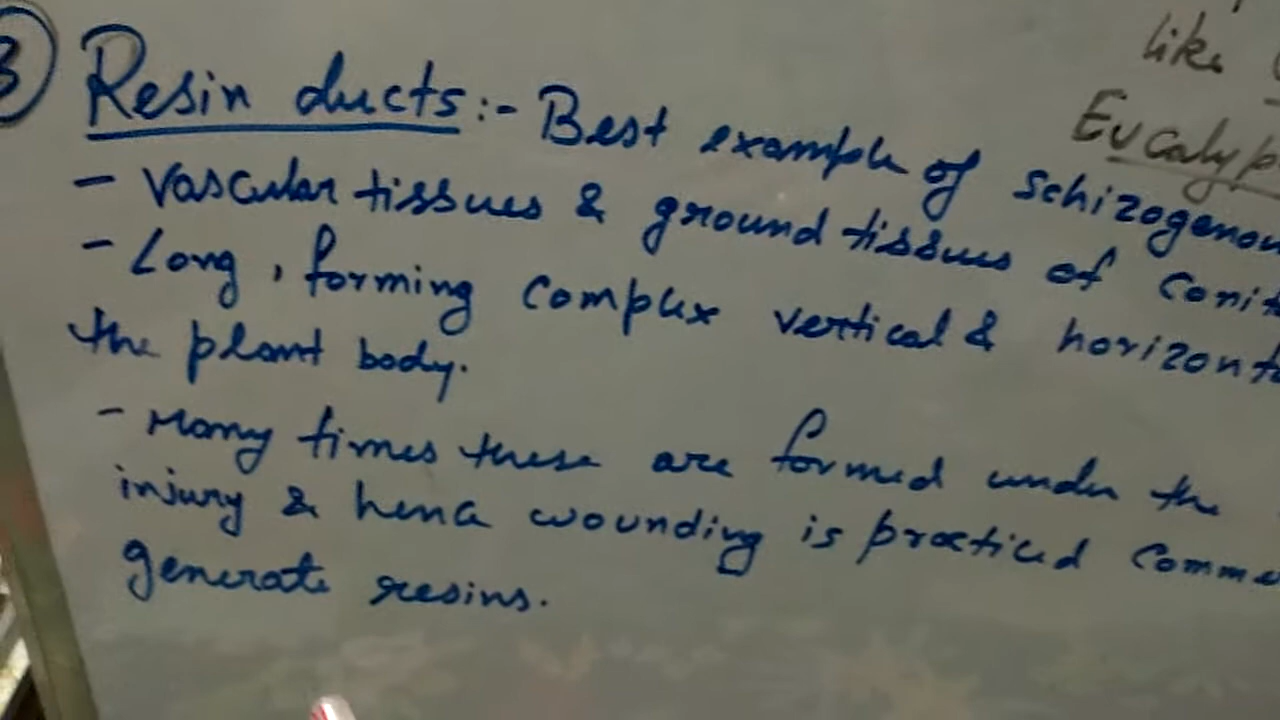 like
Eucalyp
3 Resin ducts:- Best example of schizogenou
- Vascular tissues & ground tissues of Conif
- Long, forming complex vertical & horizont
the plant body.
- Many times these are formed under the
injury & hence wounding is practiced comme
generate resins.